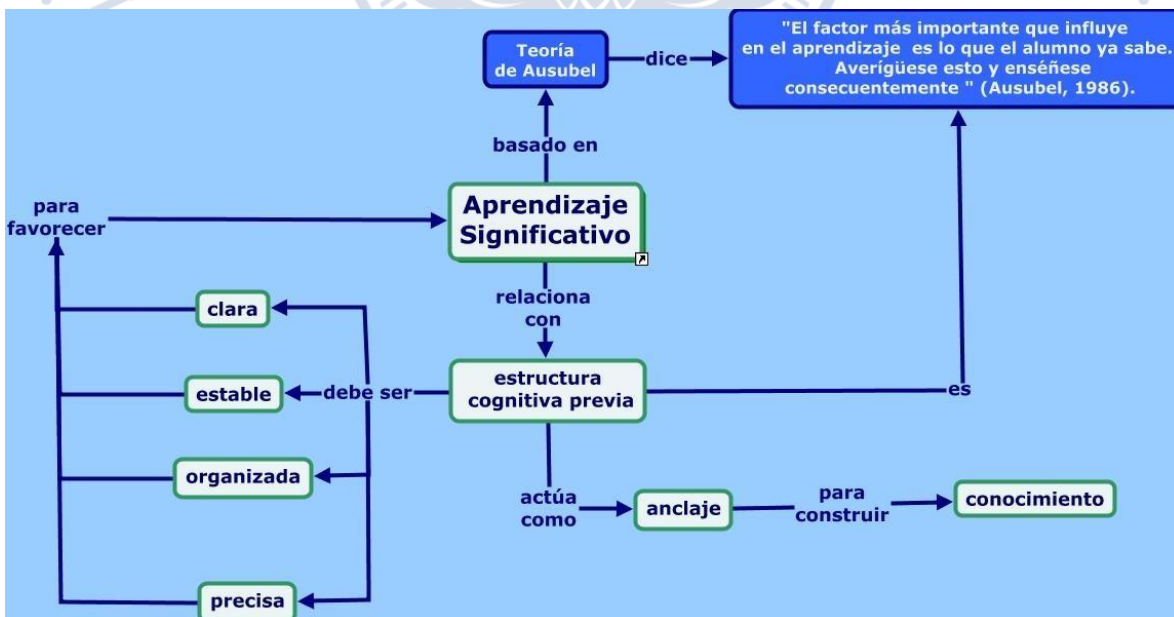 Teoría
de Ausubel
dice
"El factor más importante que influye
en el aprendizaje es lo que el alumno ya sabe.
Averígüese esto y enséñese
consecuentemente " (Ausubel, 1986).
basado en
Aprendizaje
Significativo
para
favorecer
relaciona
con
clara
estructura
cognitiva previa
debe ser
estable
es
organizada
actúa
como
anclaje
para
construir
conocimiento
precisa